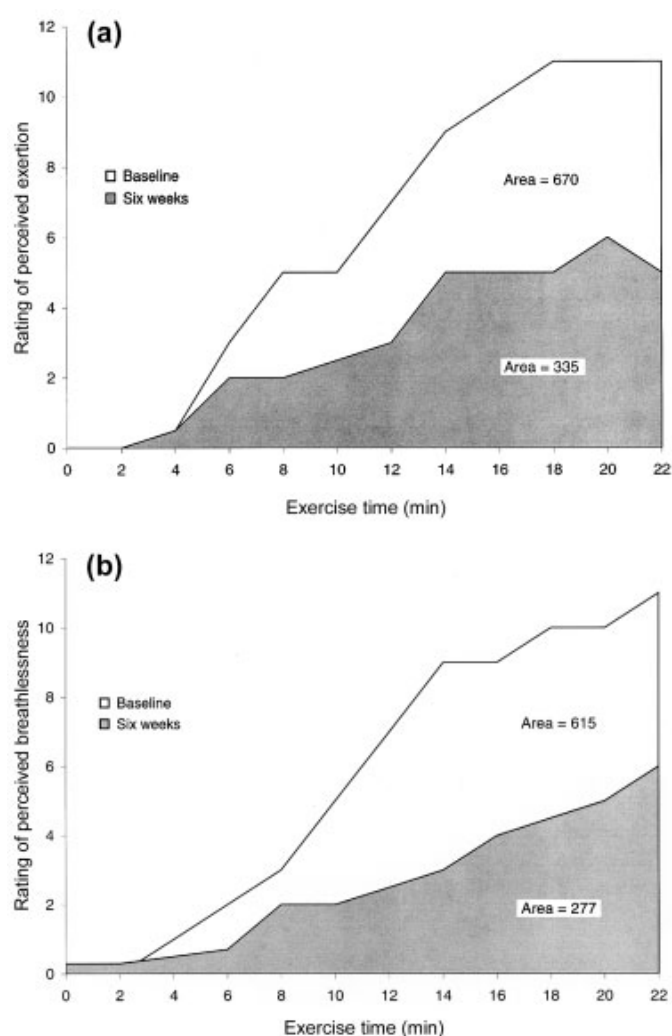 (a)
12
10
8
6
4
2
0
Rating of perceived exertion
Baseline
Six weeks
Area = 670
Area = 335
0 2 4 6 8 10 12 14 16 18 20 22
Exercise time (min)
(b)
12
10
8
6
4
2
0
Rating of perceived breathlessness
Baseline
Six weeks
Area = 615
Area = 277
0 2 4 6 8 10 12 14 16 18 20 22
Exercise time (min)